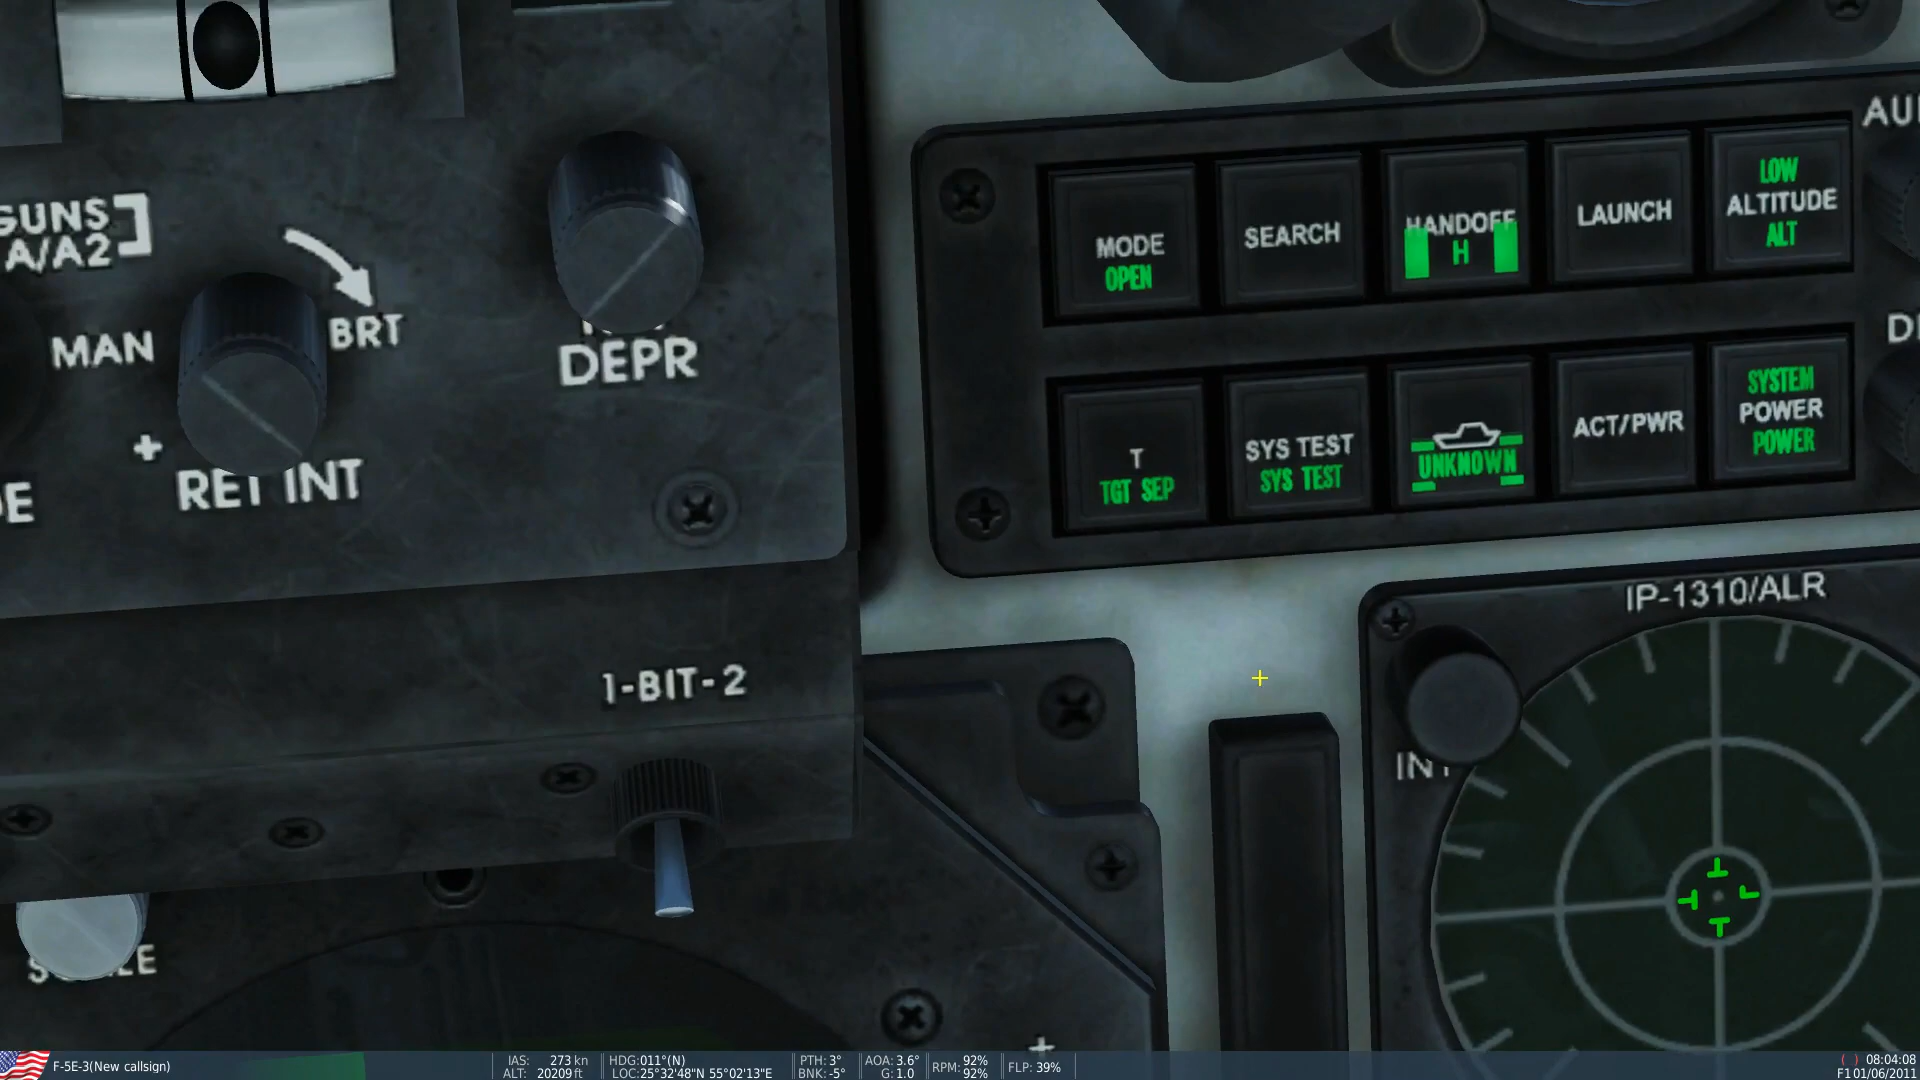 GUNS
A/A2
MAN
BRT
DEPR
+
RET INT
1-BIT-2
MODE
OPEN
SEARCH
HANDOFF
H
LAUNCH
LOW
ALTITUDE
ALT
T
TGT SEP
SYS TEST
SYS TEST
UNKNOWN
ACT/PWR
SYSTEM
POWER
POWER
IP-1310/ALR
INT
F-5E-3(New callsign)
IAS: 273 kn
ALT: 20209 ft
HDG:011°(N)
LOC:25°32'48"N 55°02'13"E
PTH: 3°
BNK: -5°
AOA: 3.6°
G: 1.0
RPM: 92%
92%
FLP: 39%
( ) 08:04:08
F1 01/06/2011